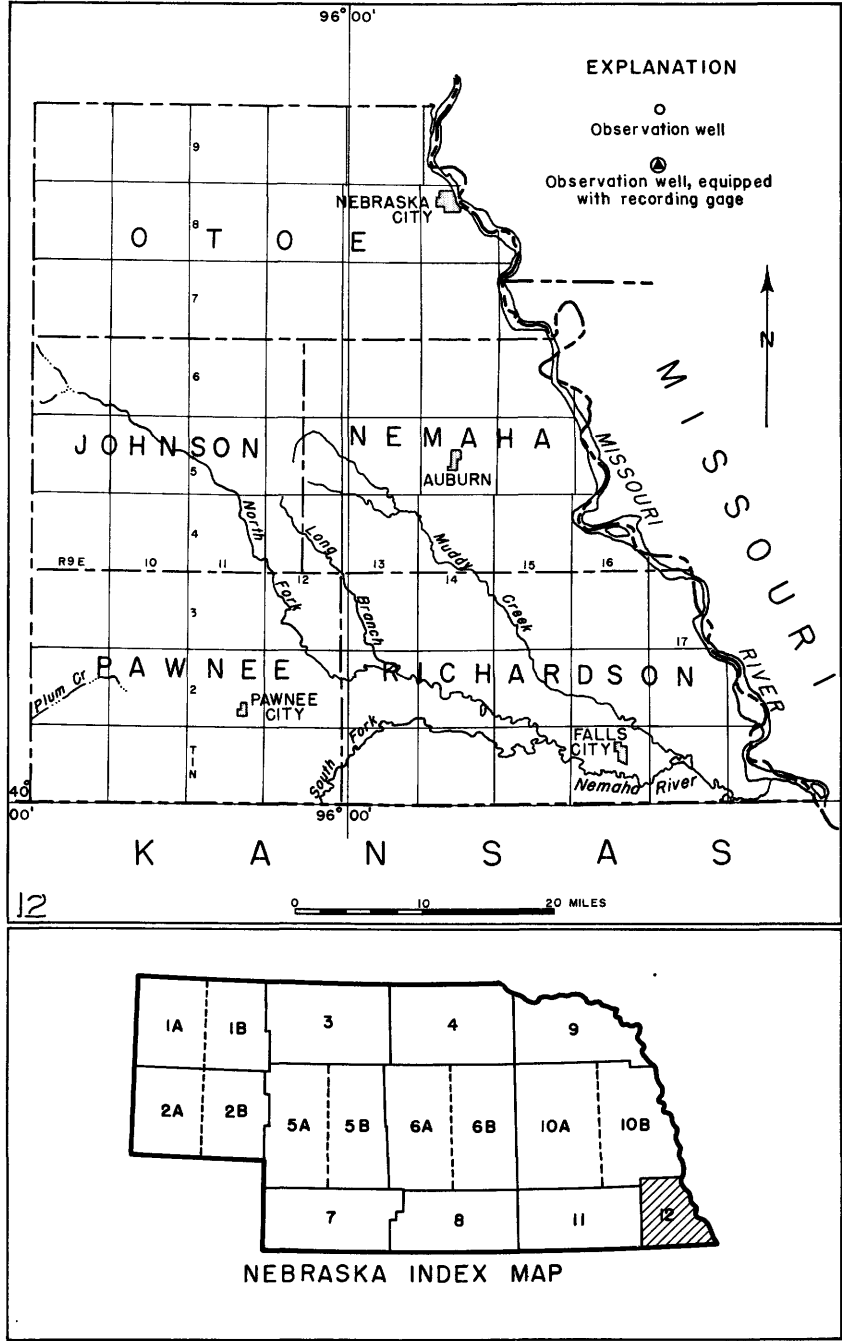 96° 00'
EXPLANATION
Observation well
Observation well, equipped
with recording gage
9
NEBRASKA
CITY
8
O T O E
7
N
6
MISSOURI
JOHNSON
NEMAHA
AUBURN
5
MISSOURI
RIVER
4
North
Fork
Long
Branch
Muddy
Creek
R9E 10 11 12 13 14 15 16
3
17
PAWNEE
RICHARDSON
Plum Cr
2
PAWNEE
CITY
South
Fork
FALLS
CITY
T
1
N
Nemaha River
40°
00'
96° 00'
K A N S A S
12
0 10 20 MILES
1A
1B
3
4
9
2A
2B
5A
5B
6A
6B
10A
10B
7
8
11
12
NEBRASKA INDEX MAP